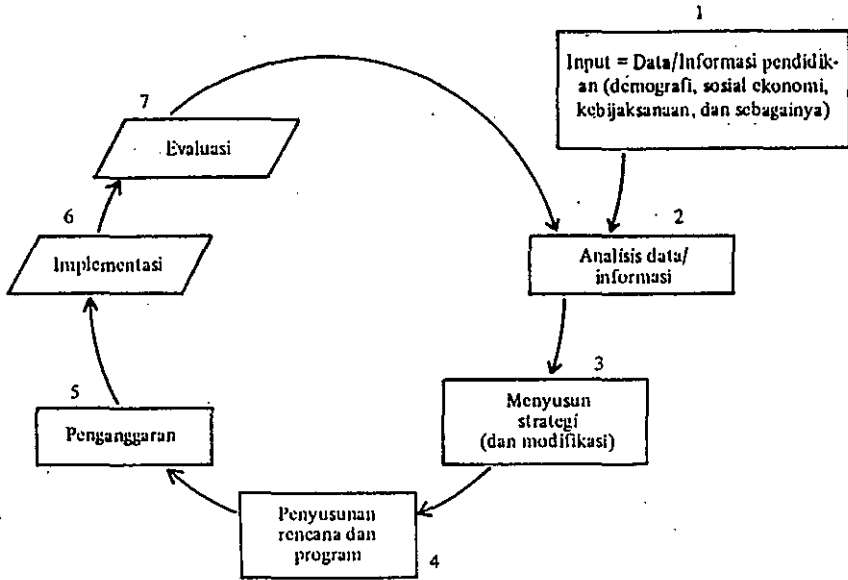 1
Input = Data/Informasi pendidik-
an (demografi, sosial ekonomi,
kebijaksanaan, dan sebagainya)
2
Analisis data/
informasi
3
Menyusun
strategi
(dan modifikasi)
4
Penyusunan
rencana dan
program
5
Penganggaran
6
Implementasi
7
Evaluasi